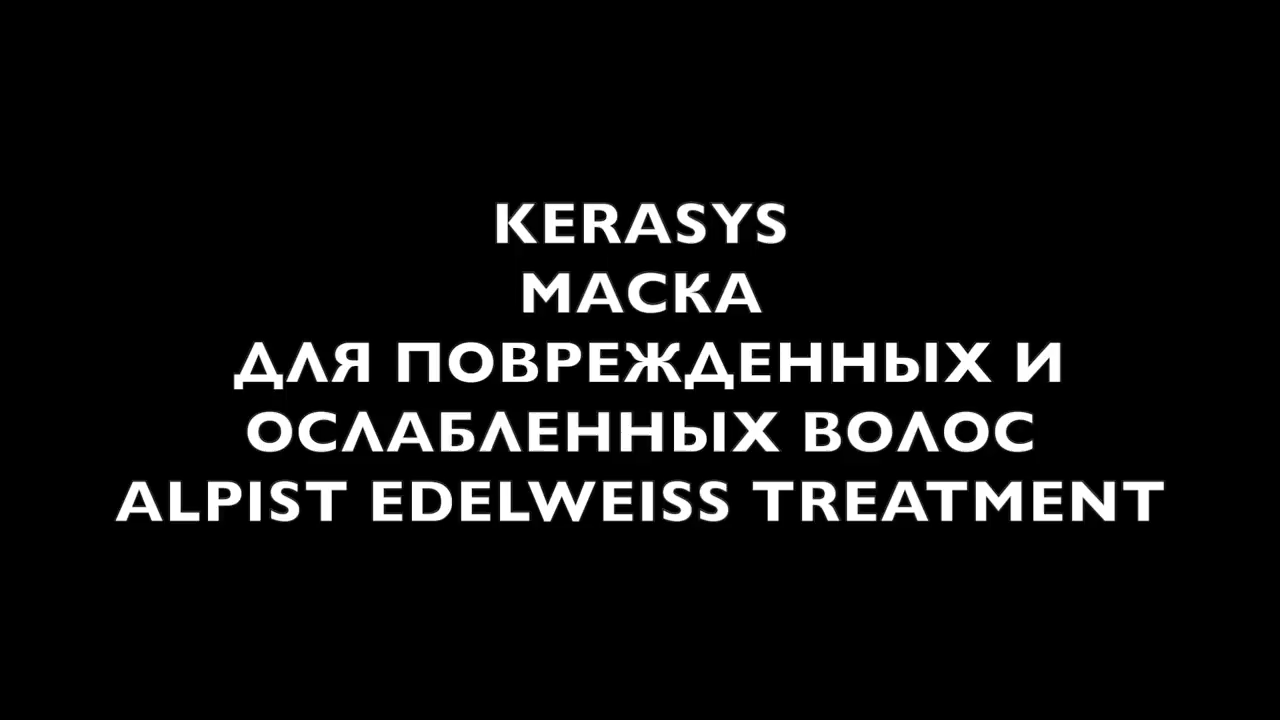 KERASYS
МАСКА
ДЛЯ ПОВРЕЖДЕННЫХ И
ОСЛАБЛЕННЫХ ВОЛОС
ALPIST EDELWEISS TREATMENT